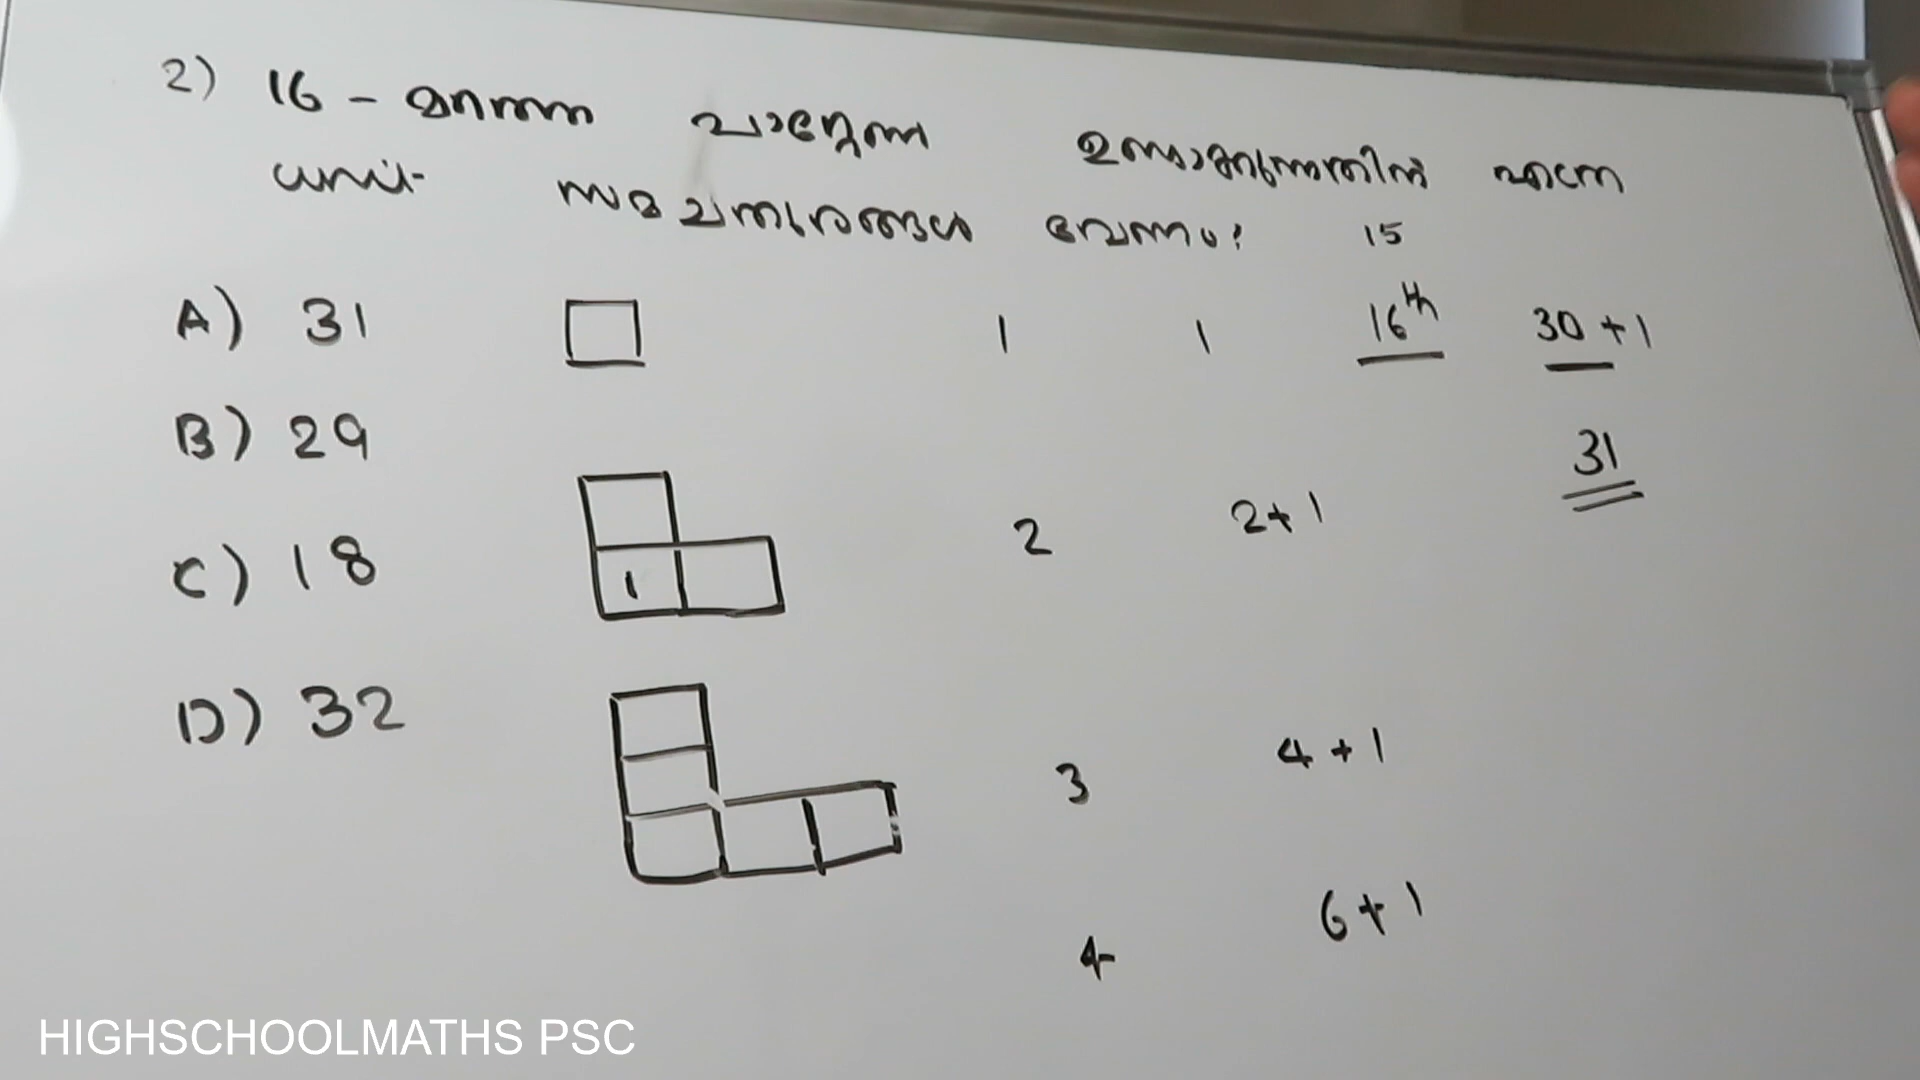 2) 16 - മത്തെ പാറ്റേൺ ഉണ്ടാക്കുന്നതിന് എത്ര
unit സമചതുരങ്ങൾ വേണം?
15
A) 31
1 1 16th 30 + 1
B) 29
31
2 2+1
C) 18
1
D) 32
3 4 + 1
4 6+1
HIGHSCHOOLMATHS PSC